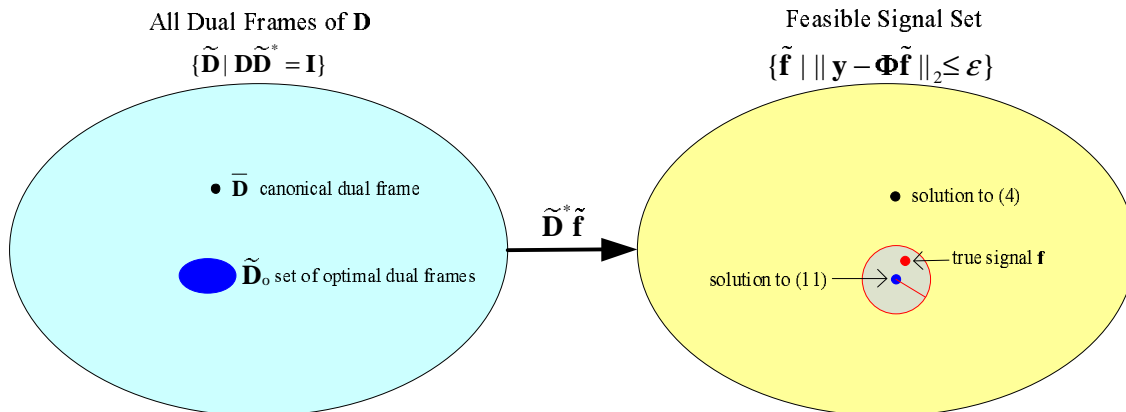 All Dual Frames of D
{D̃ | DD̃* = I}
D̄ canonical dual frame
D̃ₒ set of optimal dual frames
D̃*f̃
Feasible Signal Set
{f̃ | || y − Φf̃ ||₂ ≤ ε}
solution to (4)
true signal f
solution to (11)